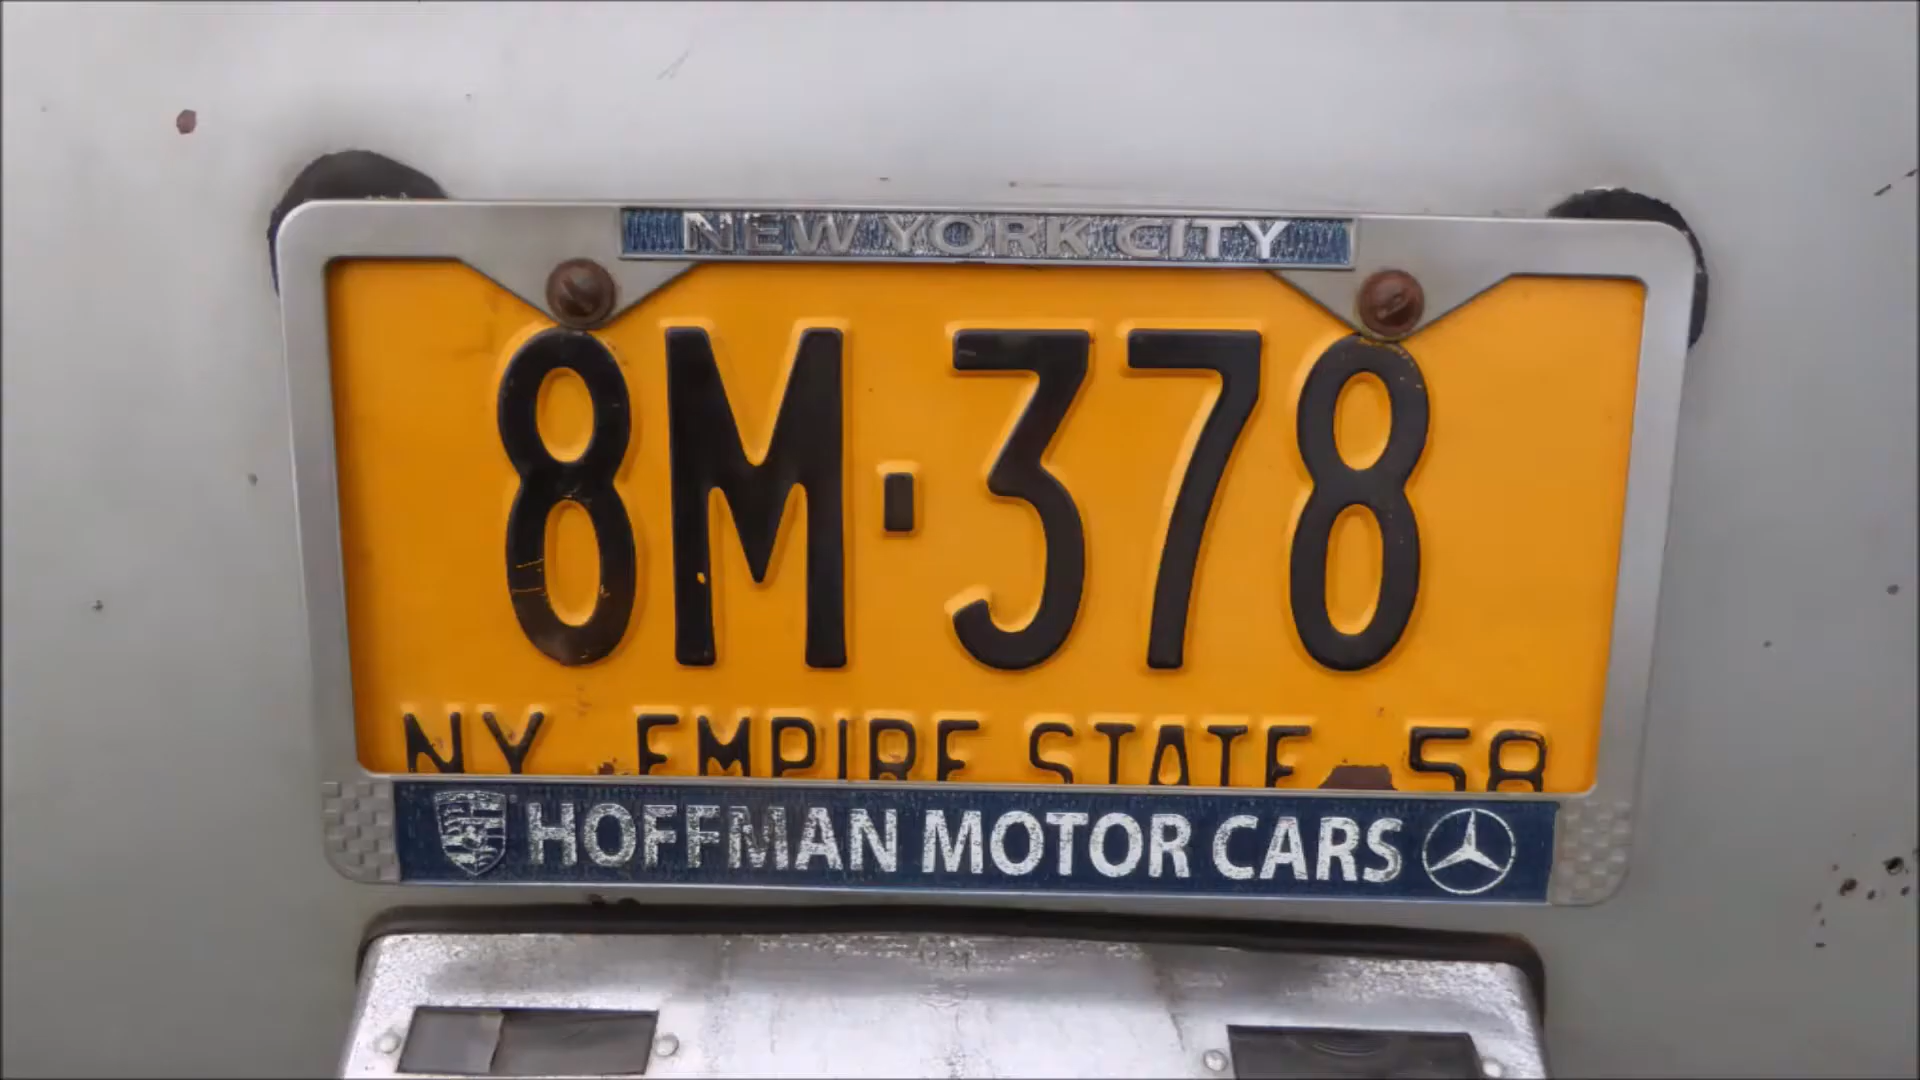 NEW YORK CITY
8M-378
NY EMPIRE STATE 58
HOFFMAN MOTOR CARS